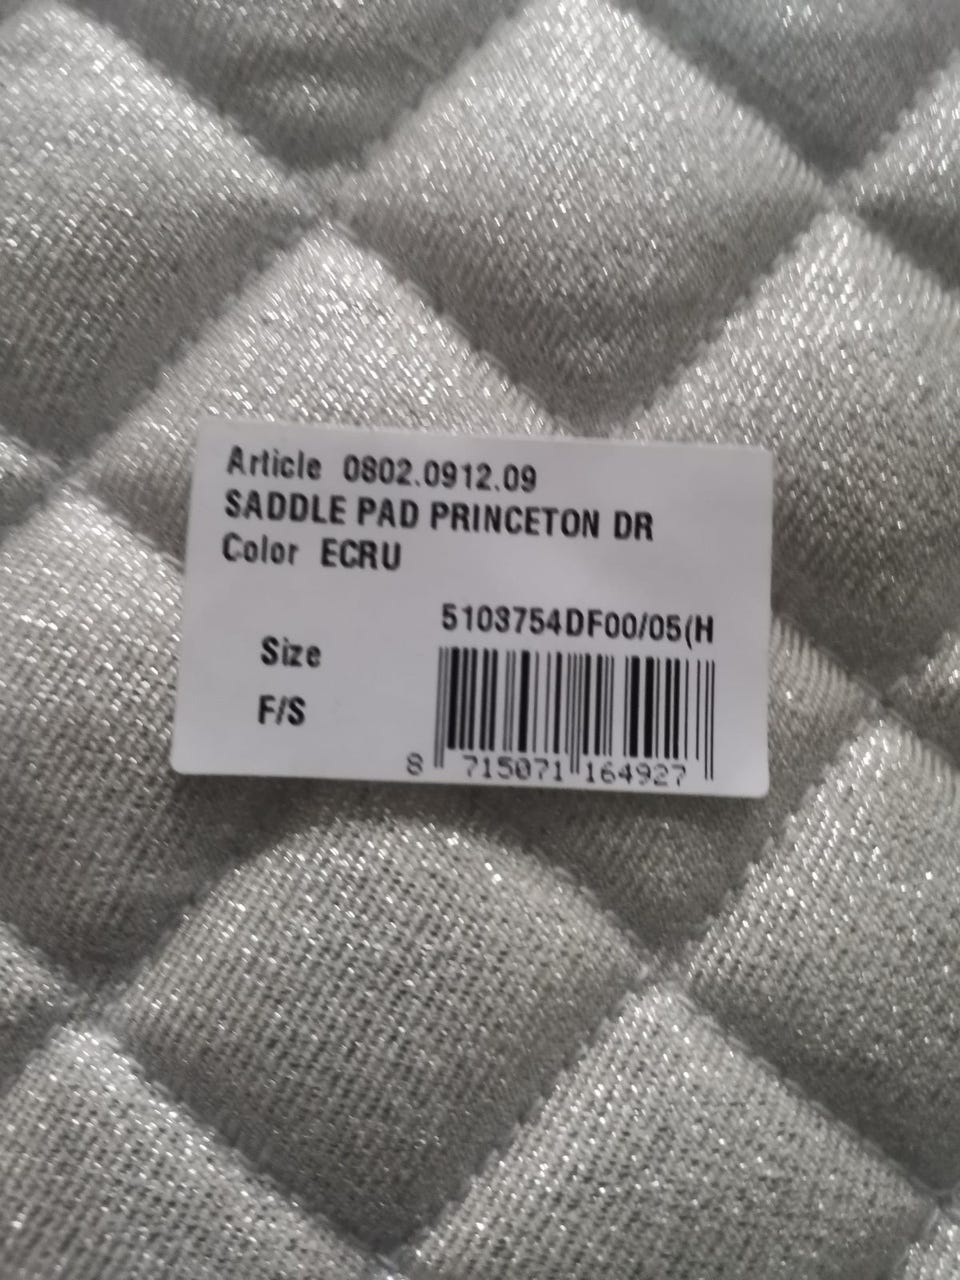 Article 0802.0912.09
SADDLE PAD PRINCETON DR
Color ECRU
5103754DF00/05(H
Size
F/S
8 715071 164927